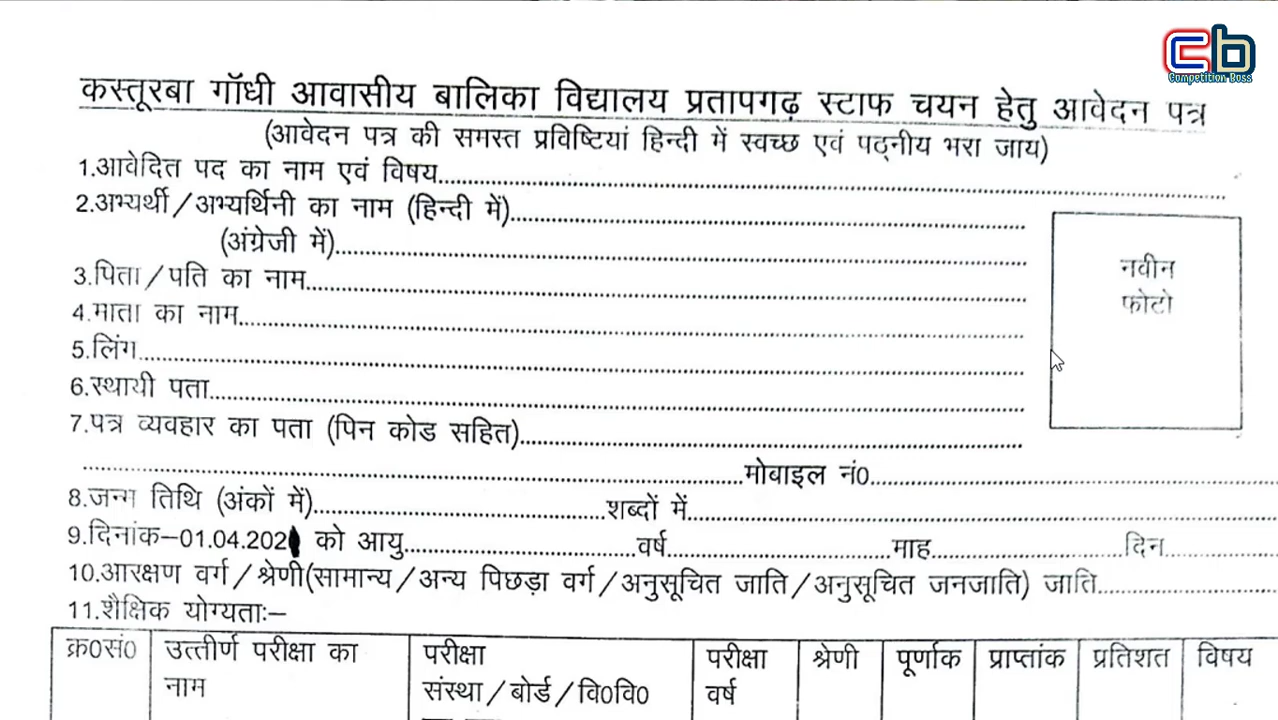 cb
Competition Boss
कस्तूरबा गाँधी आवासीय बालिका विद्यालय प्रतापगढ़ स्टाफ चयन हेतु आवेदन पत्र
(आवेदन पत्र की समस्त प्रविष्टियां हिन्दी में स्वच्छ एवं पठ्नीय भरा जाय)
1.आवेदित पद का नाम एवं विषय
2.अभ्यर्थी/अभ्यर्थिनी का नाम (हिन्दी में)
(अंग्रेजी में)
3.पिता/पति का नाम
4.माता का नाम
5.लिंग
6.स्थायी पता
7.पत्र व्यवहार का पता (पिन कोड सहित)
नवीन
फोटो
मोबाइल नं0
8.जन्म तिथि (अंकों में) शब्दों में
9.दिनांक–01.04.202 को आयु वर्ष माह दिन
10.आरक्षण वर्ग/श्रेणी(सामान्य/अन्य पिछड़ा वर्ग/अनुसूचित जाति/अनुसूचित जनजाति) जाति
11.शैक्षिक योग्यताः–
क्र0सं0 उत्तीर्ण परीक्षा का नाम परीक्षा संस्था/बोर्ड/वि0वि0 परीक्षा वर्ष श्रेणी पूर्णाक प्राप्तांक प्रतिशत विषय